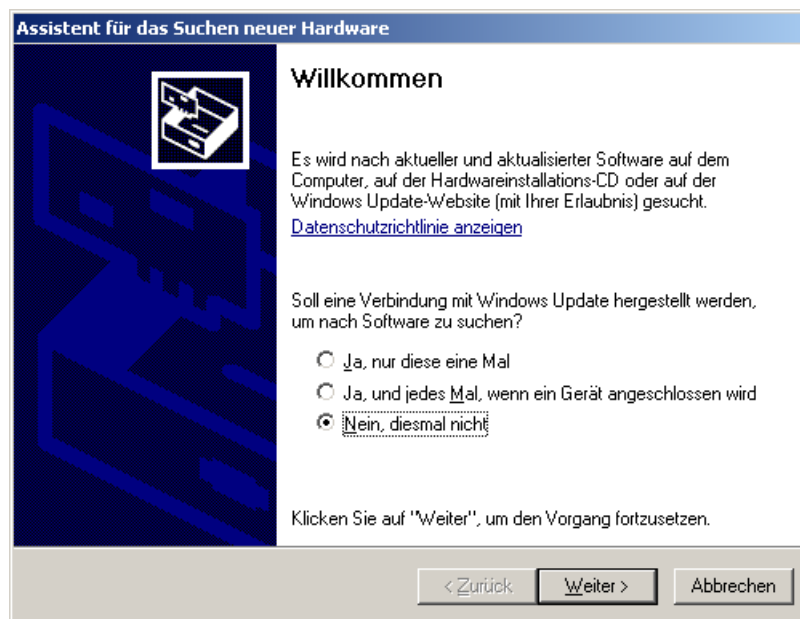 Assistent für das Suchen neuer Hardware
Willkommen
Es wird nach aktueller und aktualisierter Software auf dem
Computer, auf der Hardwareinstallations-CD oder auf der
Windows Update-Website (mit Ihrer Erlaubnis) gesucht.
Datenschutzrichtlinie anzeigen
Soll eine Verbindung mit Windows Update hergestellt werden,
um nach Software zu suchen?
Ja, nur diese eine Mal
Ja, und jedes Mal, wenn ein Gerät angeschlossen wird
Nein, diesmal nicht
Klicken Sie auf "Weiter", um den Vorgang fortzusetzen.
< Zurück Weiter > Abbrechen